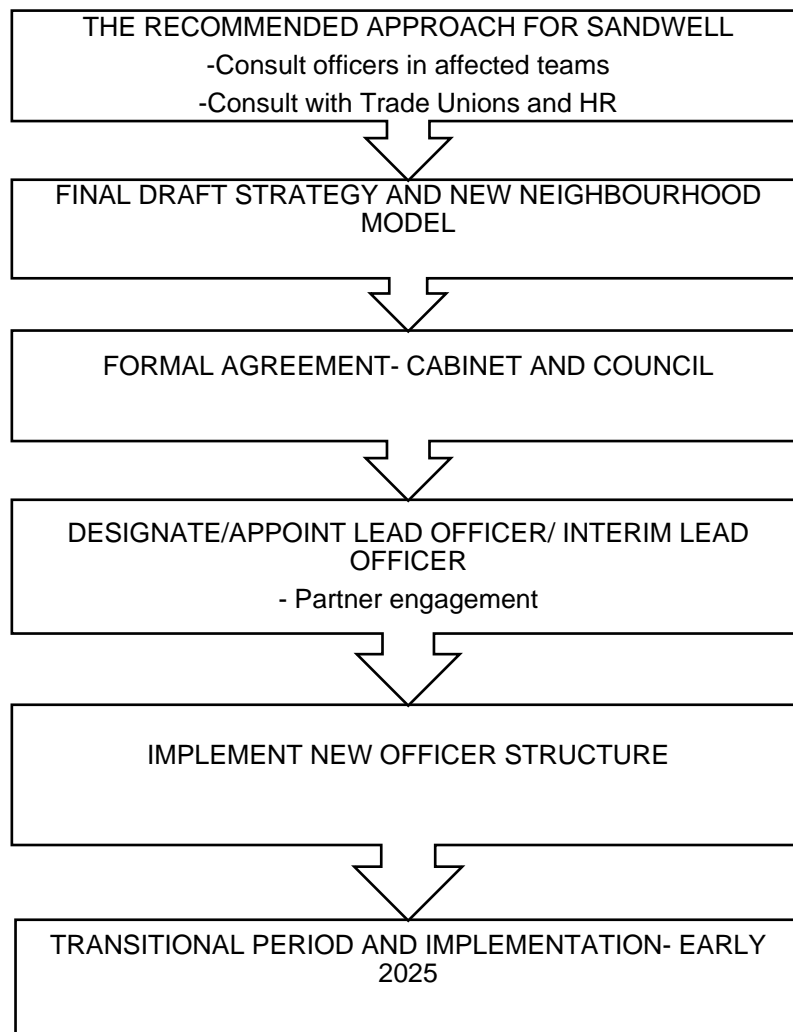 THE RECOMMENDED APPROACH FOR SANDWELL
-Consult officers in affected teams
-Consult with Trade Unions and HR
FINAL DRAFT STRATEGY AND NEW NEIGHBOURHOOD
MODEL
FORMAL AGREEMENT- CABINET AND COUNCIL
DESIGNATE/APPOINT LEAD OFFICER/ INTERIM LEAD
OFFICER
- Partner engagement
IMPLEMENT NEW OFFICER STRUCTURE
TRANSITIONAL PERIOD AND IMPLEMENTATION- EARLY
2025